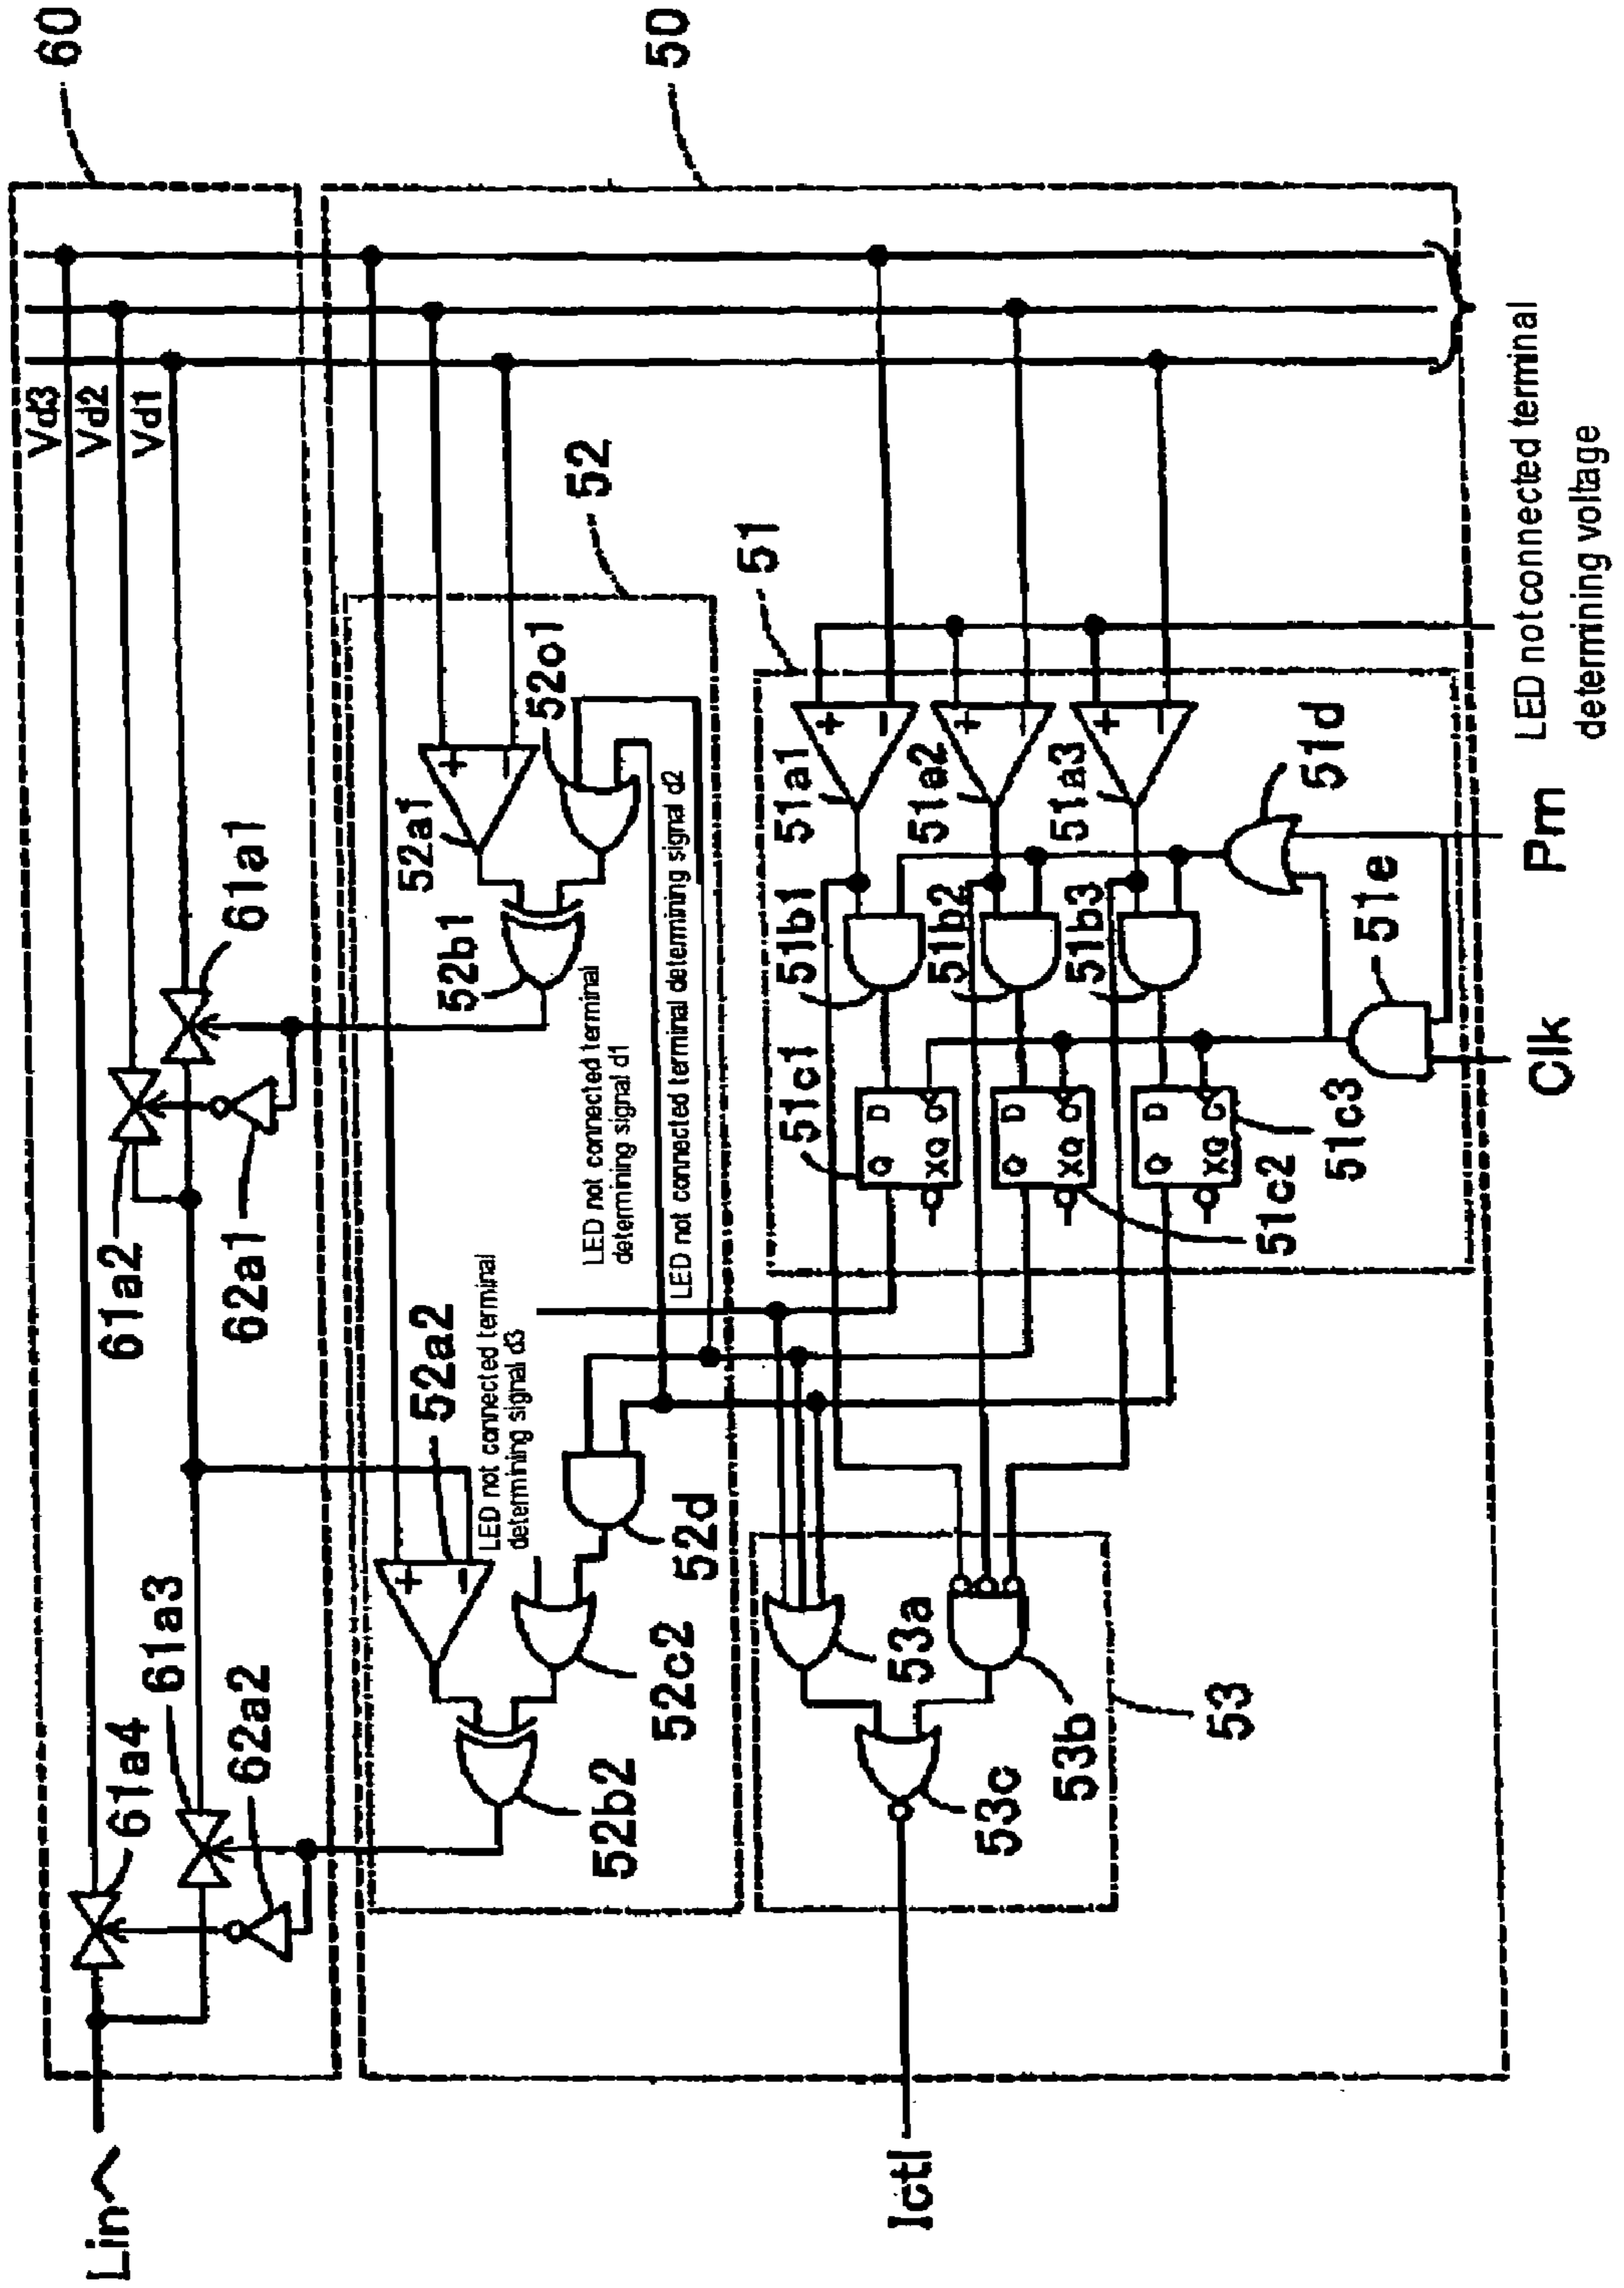 60
50
Vd3
Vd2
Vd1
52
51
61a1
61a2
62a1
61a3
61a4
62a2
Lin
52a1
+
−
52o1
52b1
LED not connected terminal
determining signal d1
LED not connected terminal determining signal d2
LED not connected terminal
determining signal d3
52a2
+
−
52d
52c2
52b2
51a1
+
−
51a2
+
−
51a3
+
−
51b1
51b2
51b3
51d
51e
51c1
D
Q
C
XQ
D
Q
C
XQ
51c2
D
Q
C
XQ
51c3
53a
53b
53c
53
Ictl
LED not connected terminal
determining voltage
Pm
Clk